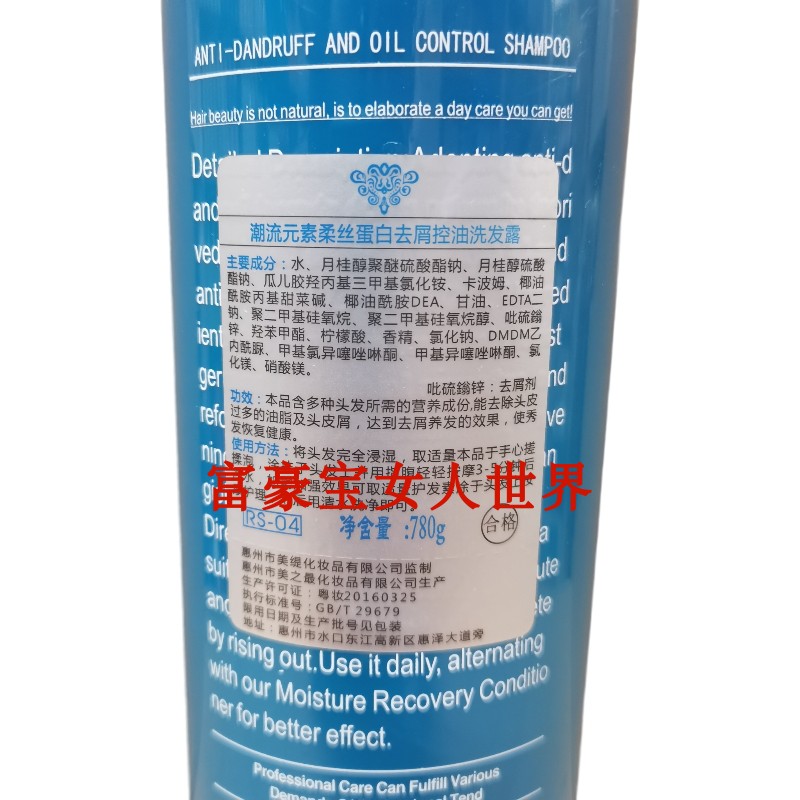 ANTI-DANDRUFF AND OIL CONTROL SHAMPOO
Hair beauty is not natural, is to elaborate a day care you can get!
潮流元素柔丝蛋白去屑控油洗发露
主要成分：水、月桂醇聚醚硫酸酯钠、月桂醇硫酸
酯钠、瓜儿胶羟丙基三甲基氯化铵、卡波姆、椰油
酰胺丙基甜菜碱、椰油酰胺DEA、甘油、EDTA二
钠、聚二甲基硅氧烷、聚二甲基硅氧烷醇、吡硫鎓
锌、羟苯甲酯、柠檬酸、香精、氯化钠、DMDM乙
内酰脲、甲基氯异噻唑啉酮、甲基异噻唑啉酮、氯
化镁、硝酸镁。
吡硫鎓锌：去屑剂
功效：本品含多种头发所需的营养成份,能去除头皮
过多的油脂及头皮屑，达到去屑养发的效果，使秀
发恢复健康。
使用方法：将头发完全浸湿，取适量本品于手心搓
富豪宝女人世界
RS-04 净含量:780g 合格
惠州市美缇化妆品有限公司监制
惠州市美之最化妆品有限公司生产
生产许可证：粤妆20160325
执行标准号：GB/T 29679
限用日期及生产批号见包装
地址：惠州市水口东江高新区惠泽大道旁
by rising out.Use it daily, alternating
with our Moisture Recovery Conditio
ner for better effect.
Professional Care Can Fulfill Various